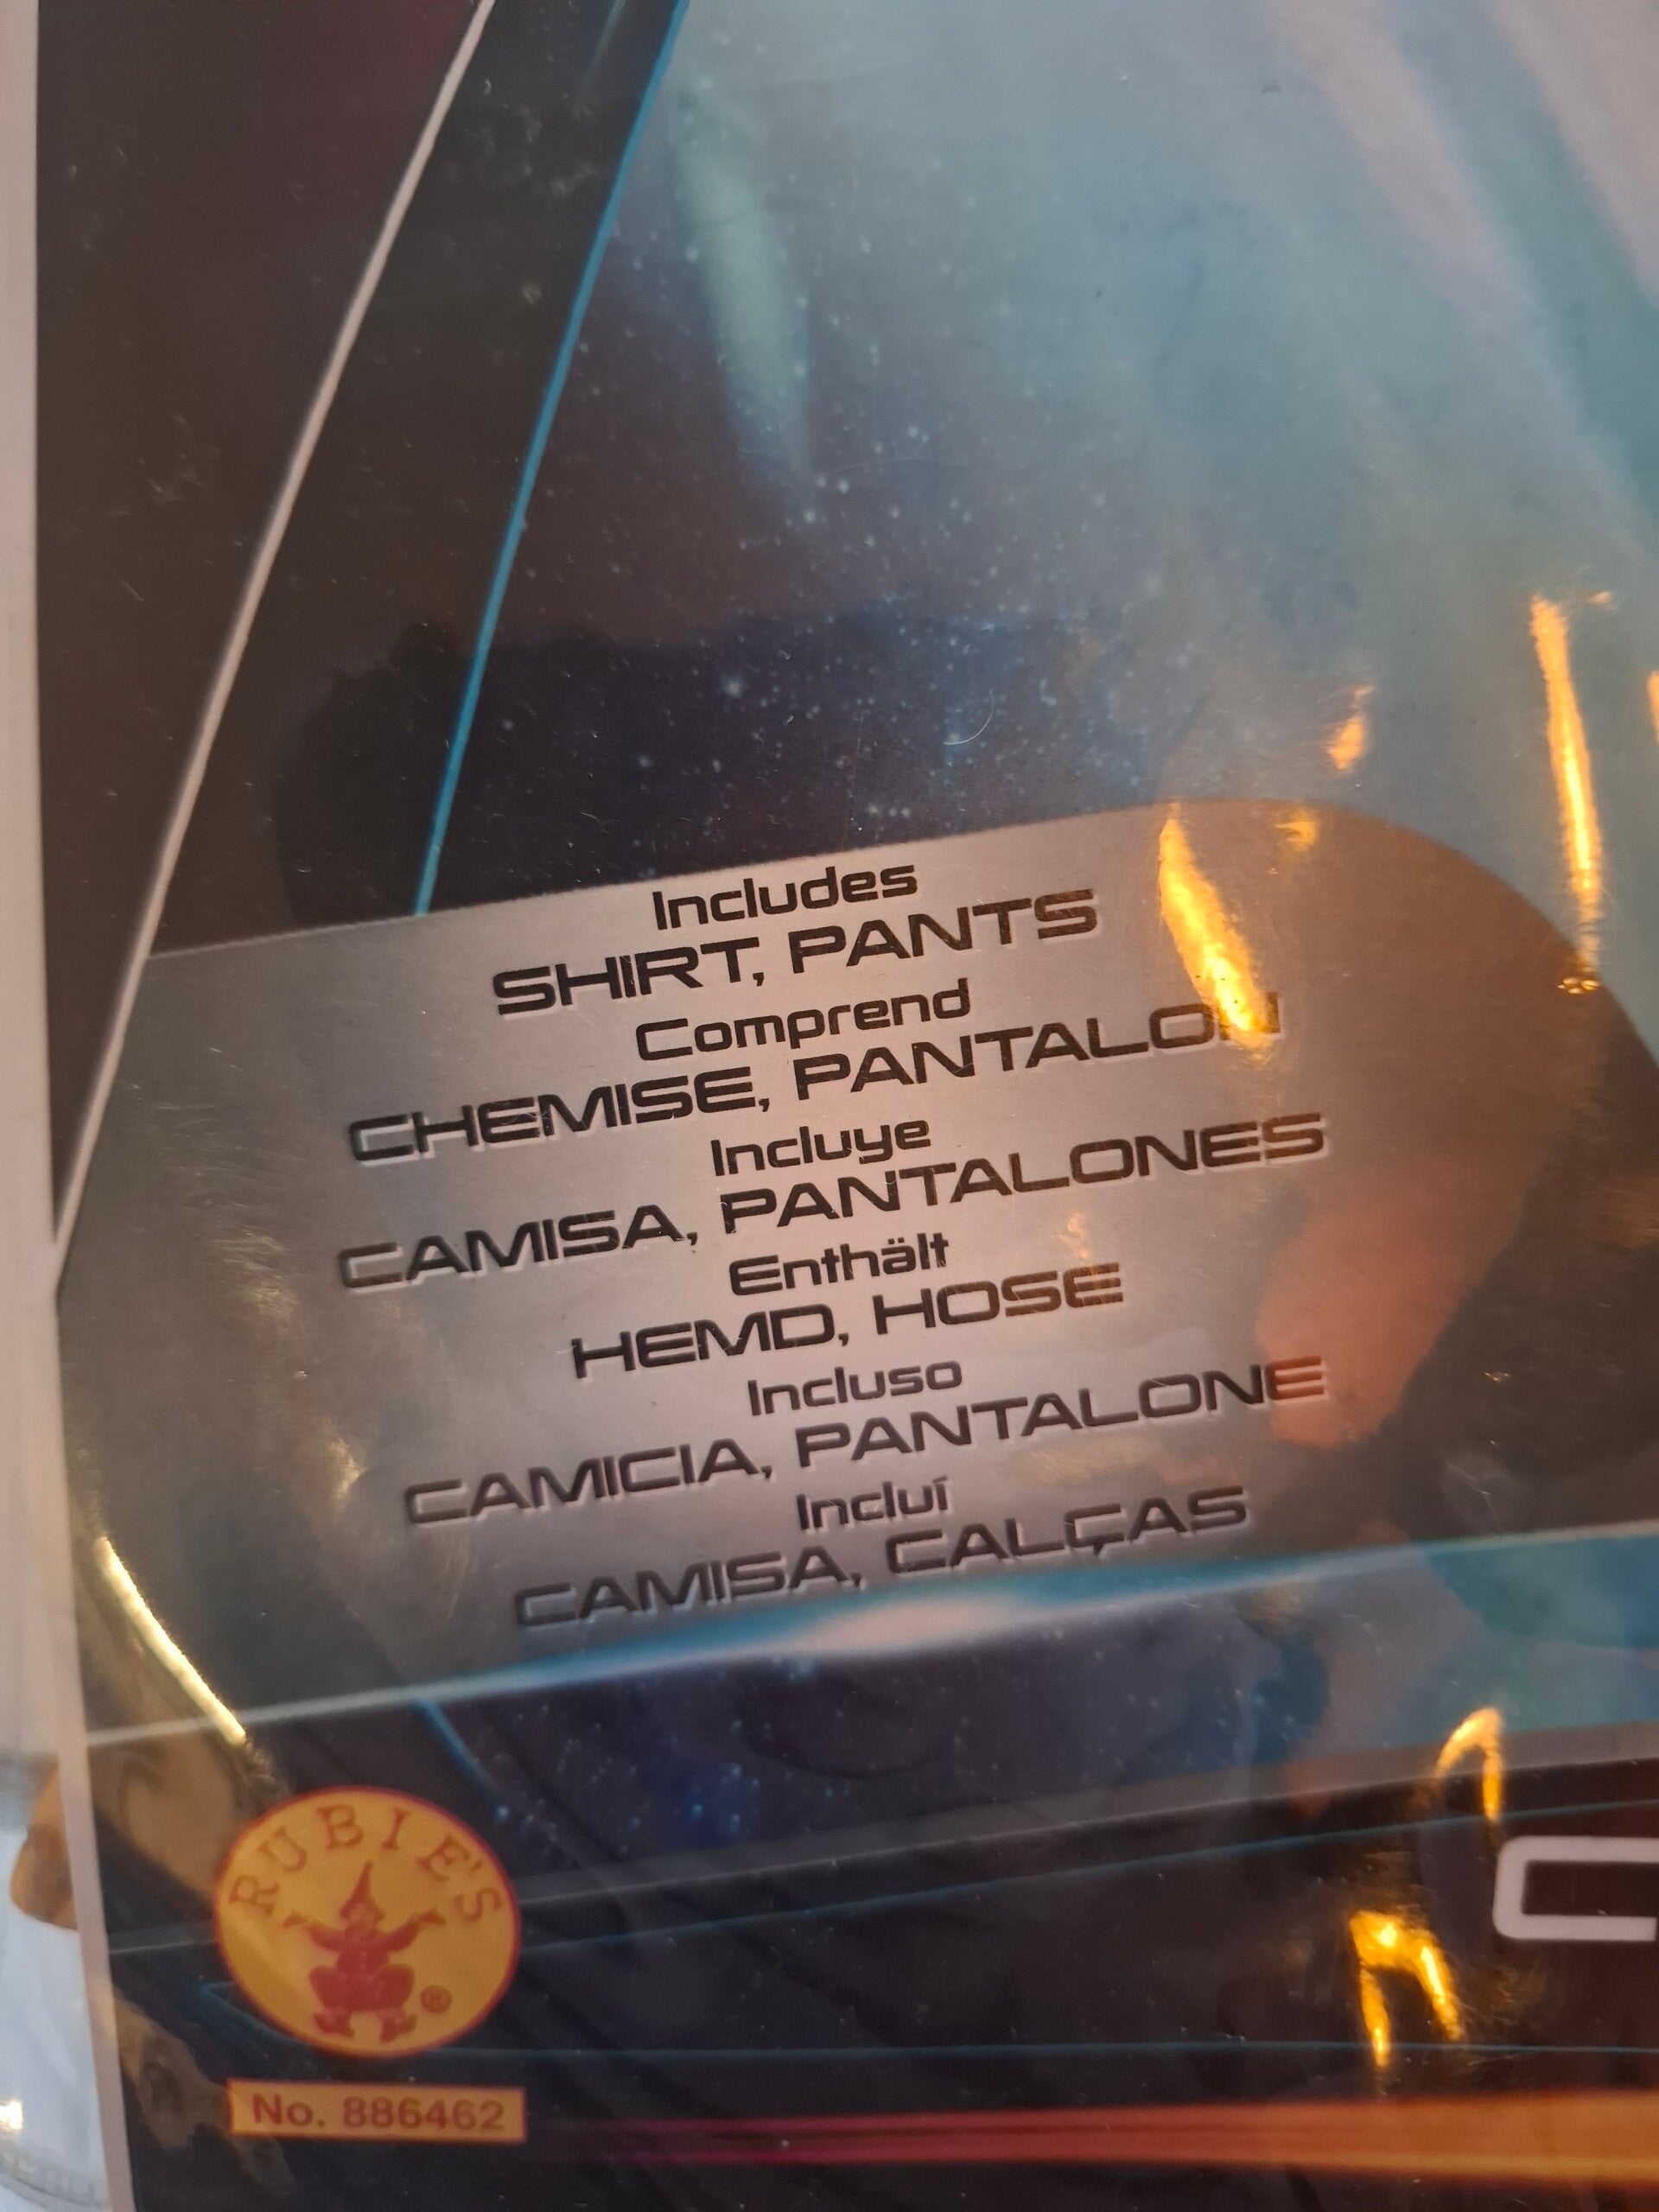 Includes
SHIRT, PANTS
Comprend
CHEMISE, PANTALON
Incluye
CAMISA, PANTALONES
Enthält
HEMD, HOSE
Incluso
CAMICIA, PANTALONE
Incluí
CAMISA, CALÇAS
RUBIE'S
®
No. 886462